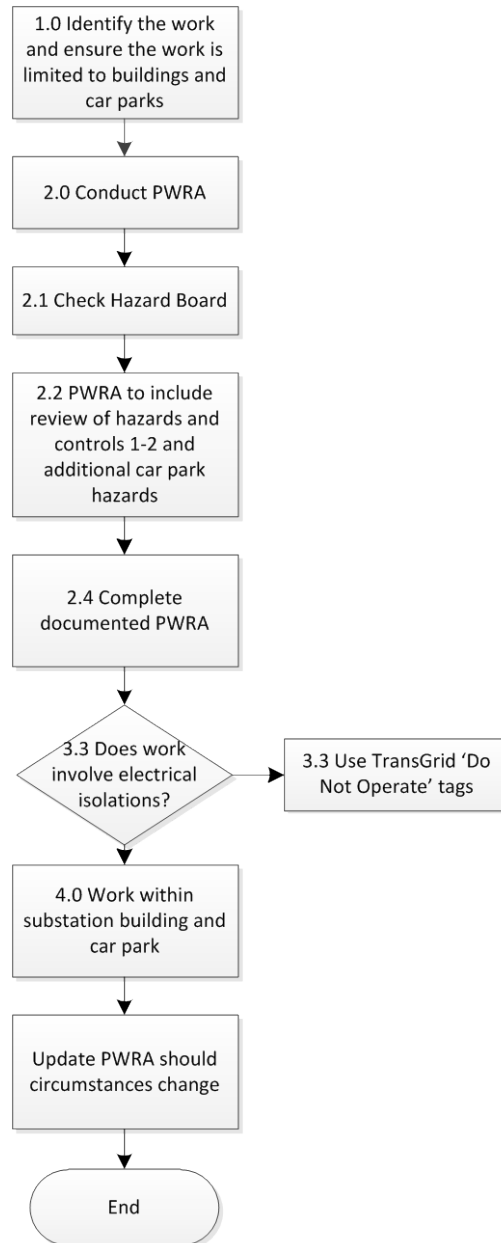 1.0 Identify the work
and ensure the work is
limited to buildings and
car parks
2.0 Conduct PWRA
2.1 Check Hazard Board
2.2 PWRA to include
review of hazards and
controls 1-2 and
additional car park
hazards
2.4 Complete
documented PWRA
3.3 Does work
involve electrical
isolations?
3.3 Use TransGrid ‘Do
Not Operate’ tags
4.0 Work within
substation building and
car park
Update PWRA should
circumstances change
End